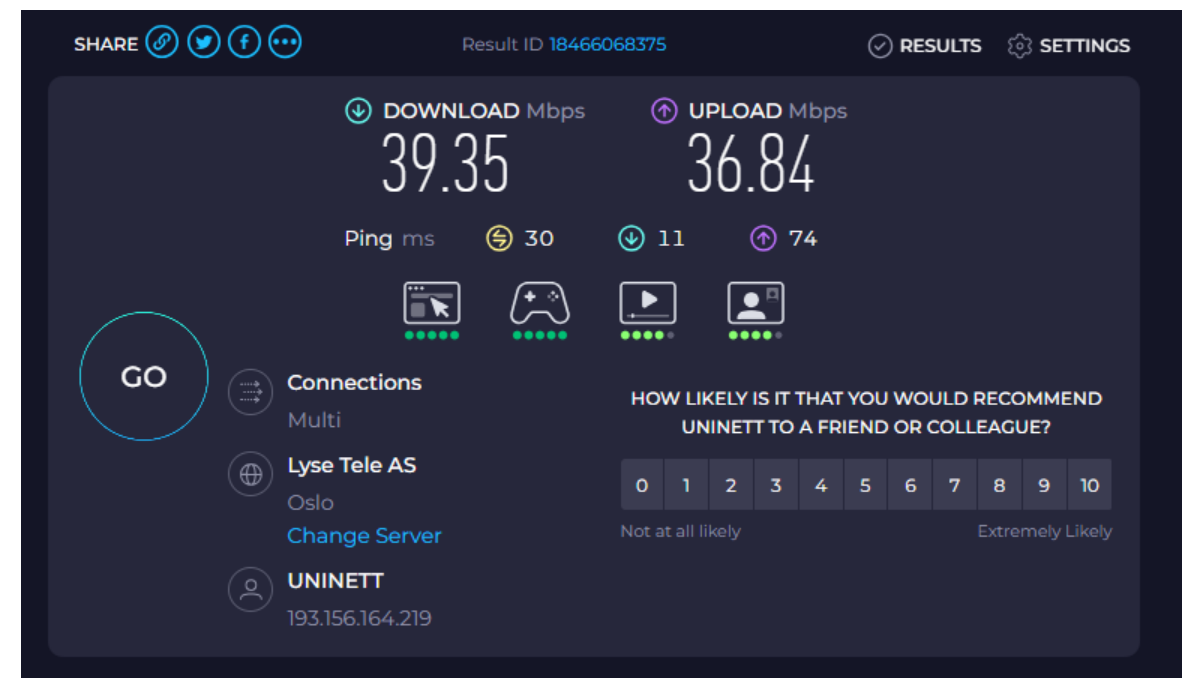 SHARE
Result ID 18466068375
RESULTS
SETTINGS
DOWNLOAD Mbps
39.35
UPLOAD Mbps
36.84
Ping ms 30 11 74
GO
Connections
Multi
Lyse Tele AS
Oslo
Change Server
UNINETT
193.156.164.219
HOW LIKELY IS IT THAT YOU WOULD RECOMMEND
UNINETT TO A FRIEND OR COLLEAGUE?
0 1 2 3 4 5 6 7 8 9 10
Not at all likely
Extremely Likely